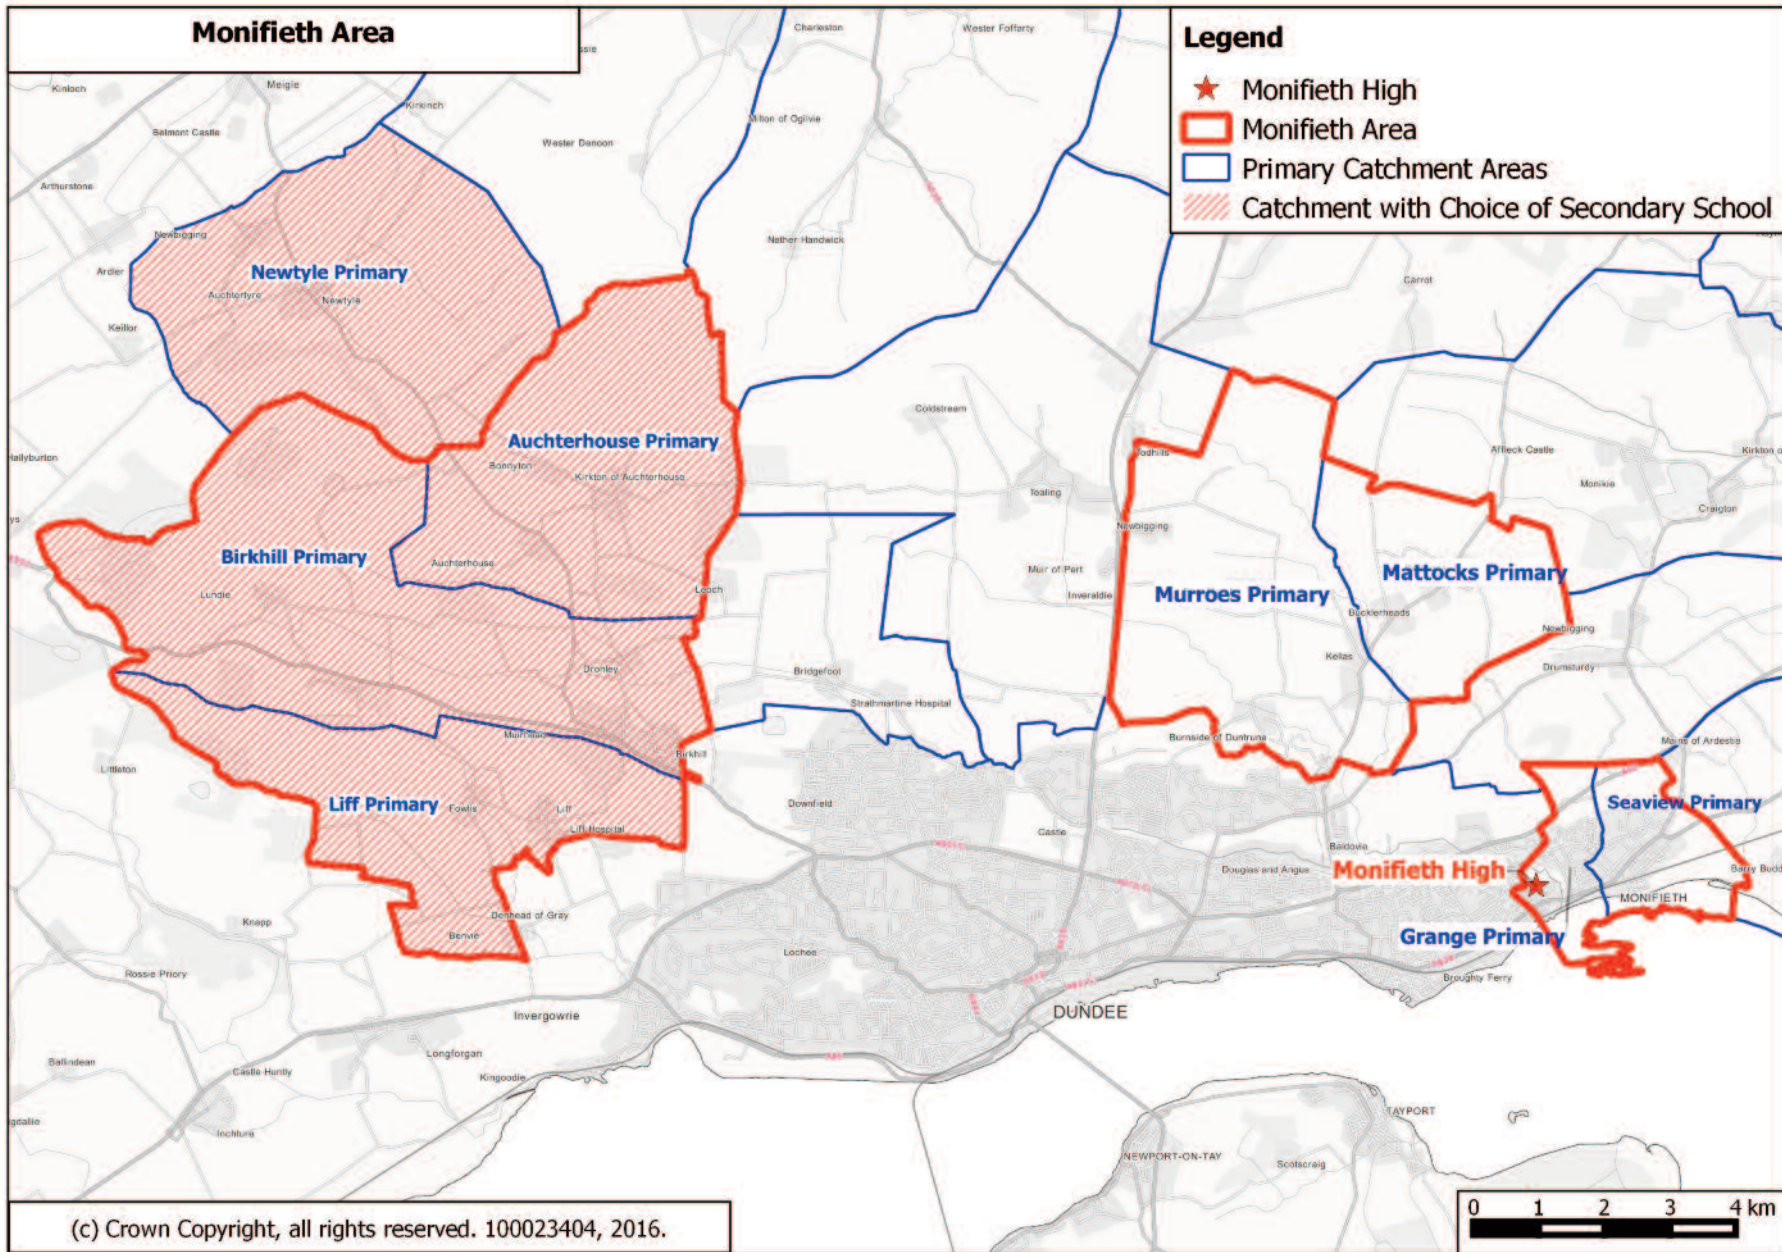 Monifieth Area
Legend
Monifieth High
Monifieth Area
Primary Catchment Areas
Catchment with Choice of Secondary School
Charleston
Wester Foffarty
Kinloch
Meigle
Kirkinch
Belmont Castle
Milton of Ogilvie
Wester Denoon
Arthurstone
Newbigging
Nether Handwick
Ardler
Newtyle Primary
Carrot
Auchtertyre
Newtyle
Keillor
Coldstream
Auchterhouse Primary
Hallyburton
Bonnyton
Kirkton of Auchterhouse
Todhills
Affleck Castle
Kirkton o
Tealing
Monikie
Craigton
Newbigging
Birkhill Primary
Auchterhouse
Muir of Pert
Mattocks Primary
Lundie
Leoch
Inveraldie
Murroes Primary
Bucklerheads
Newbigging
Kellas
Drumsturdy
Dronley
Bridgefoot
Strathmartine Hospital
Muirhead
Burnside of Duntrune
Mains of Ardestie
Birkhill
Littleton
Liff Primary
Fowlis
Liff
Liff Hospital
Downfield
Seaview Primary
Castle
Baldovie
Douglas and Angus
Monifieth High
Barry Budd
MONIFIETH
Knapp
Denhead of Gray
Benvie
Grange Primary
Lochee
Rossie Priory
Broughty Ferry
Invergowrie
DUNDEE
Ballindean
Longforgan
Castle Huntly
Kingoodie
Inchture
TAYPORT
NEWPORT-ON-TAY
Scotscraig
(c) Crown Copyright, all rights reserved. 100023404, 2016.
0 1 2 3 4 km